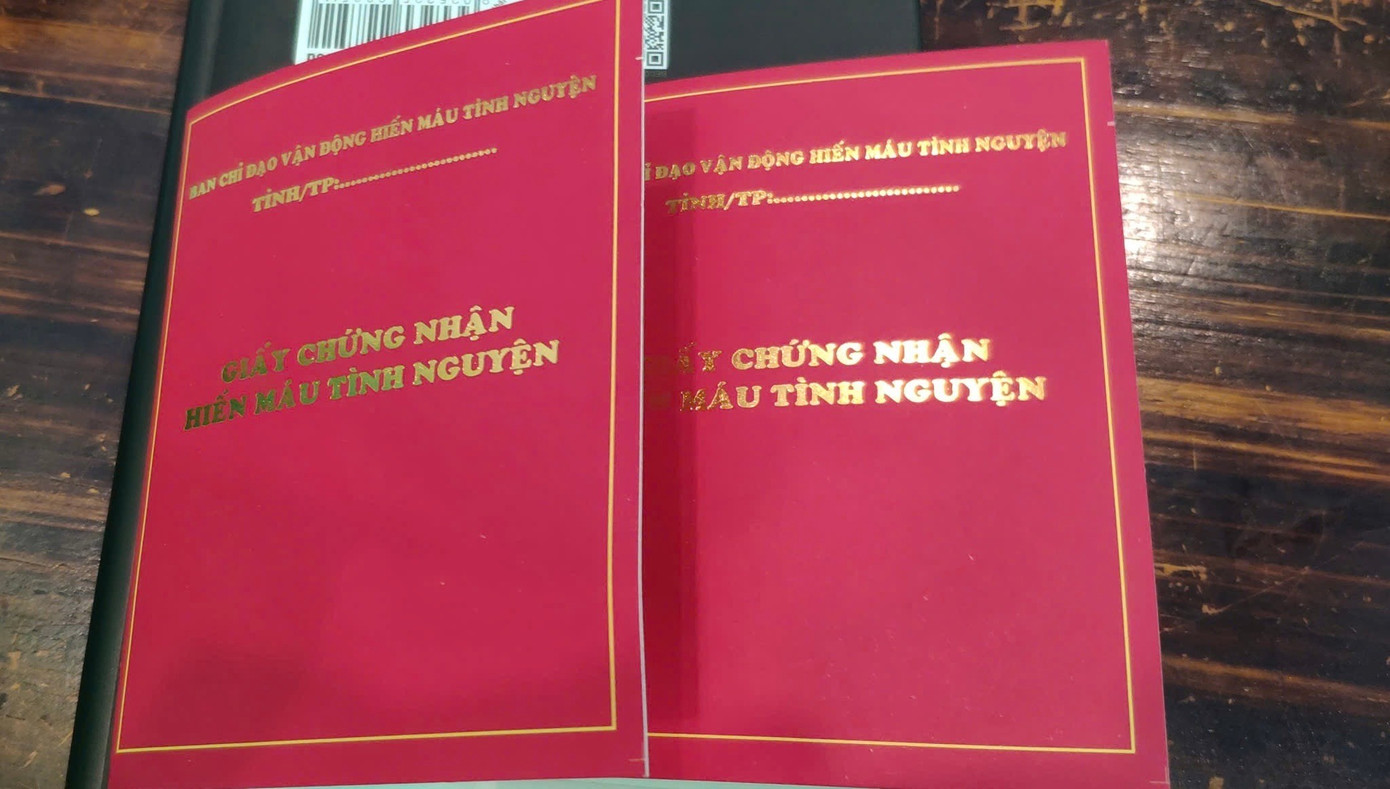 BAN CHỈ ĐẠO VẬN ĐỘNG HIẾN MÁU TÌNH NGUYỆN
TỈNH/TP:..............................
GIẤY CHỨNG NHẬN
HIẾN MÁU TÌNH NGUYỆN
ĐẠO VẬN ĐỘNG HIẾN MÁU TÌNH NGUYỆN
TỈNH/TP:..............................
CHỨNG NHẬN
MÁU TÌNH NGUYỆN